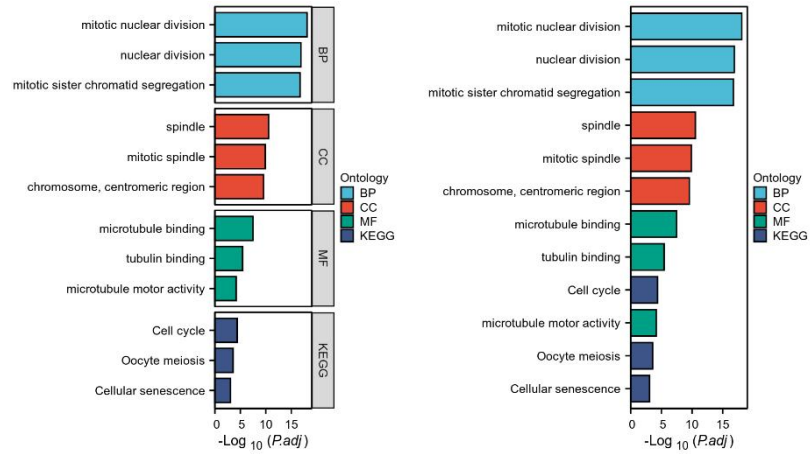 mitotic nuclear division
nuclear division
mitotic sister chromatid segregation
BP
spindle
mitotic spindle
chromosome, centromeric region
CC
microtubule binding
tubulin binding
microtubule motor activity
MF
Cell cycle
Oocyte meiosis
Cellular senescence
KEGG
0 5 10 15
-Log 10 (P.adj)
Ontology
BP
CC
MF
KEGG
mitotic nuclear division
nuclear division
mitotic sister chromatid segregation
spindle
mitotic spindle
chromosome, centromeric region
microtubule binding
tubulin binding
Cell cycle
microtubule motor activity
Oocyte meiosis
Cellular senescence
0 5 10 15
-Log 10 (P.adj)
Ontology
BP
CC
MF
KEGG